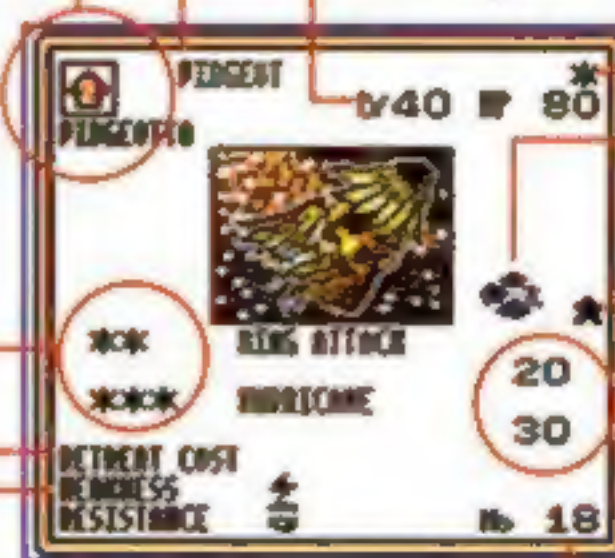 PIDGEOT
Lv40 HP 80
PIDGEOTTO
WING ATTACK
20
HURRICANE
30
RETREAT COST
WEAKNESS
RESISTANCE
No 18